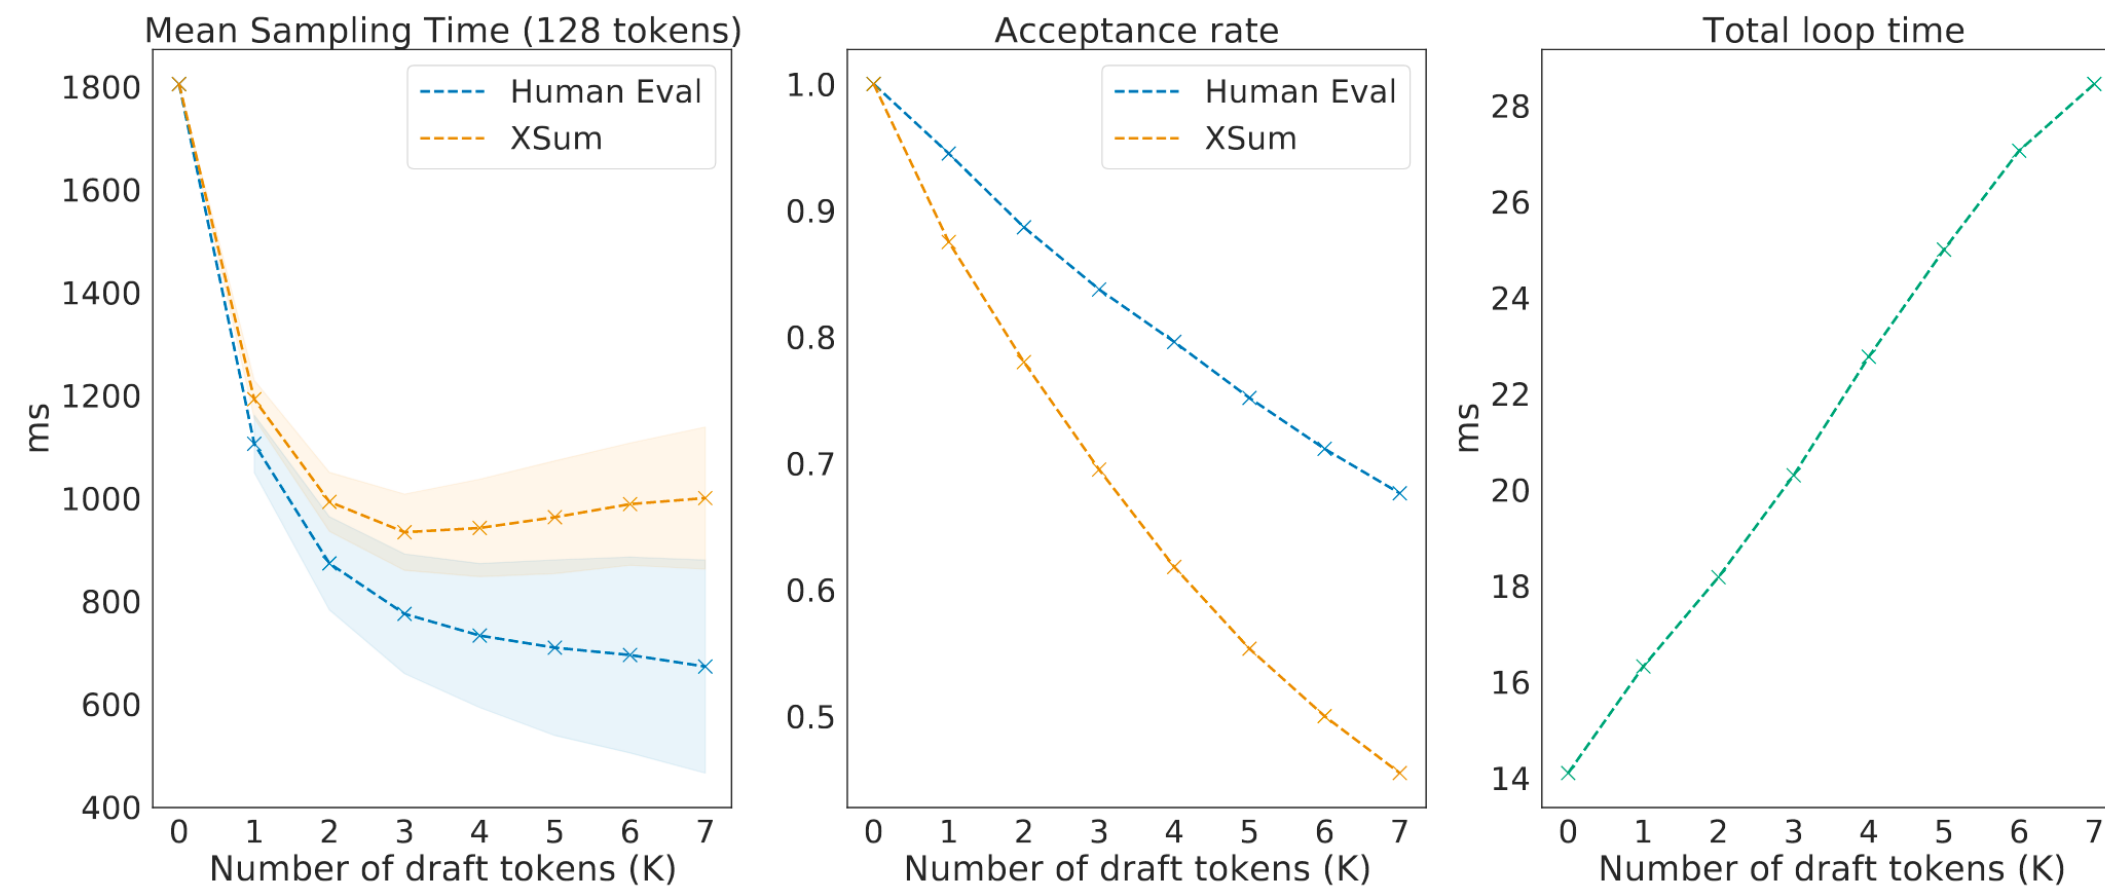 Mean Sampling Time (128 tokens)
1800
1600
1400
1200
1000
800
600
400
ms
Human Eval
XSum
0 1 2 3 4 5 6 7
Number of draft tokens (K)
Acceptance rate
1.0
0.9
0.8
0.7
0.6
0.5
Human Eval
XSum
0 1 2 3 4 5 6 7
Number of draft tokens (K)
Total loop time
28
26
24
22
20
18
16
14
ms
0 1 2 3 4 5 6 7
Number of draft tokens (K)